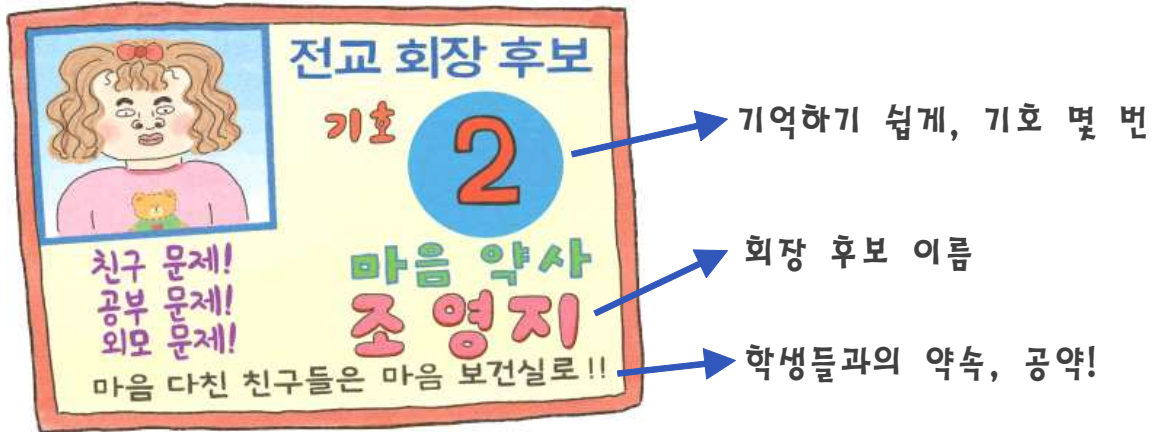 전교 회장 후보
기호
2
친구 문제!
공부 문제!
외모 문제!
마음 약사
조영지
마음 다친 친구들은 마음 보건실로!!
기억하기 쉽게, 기호 몇 번
회장 후보 이름
학생들과의 약속, 공약!